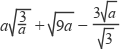 a√(3/a) + √(9a) − (3√a)/√3